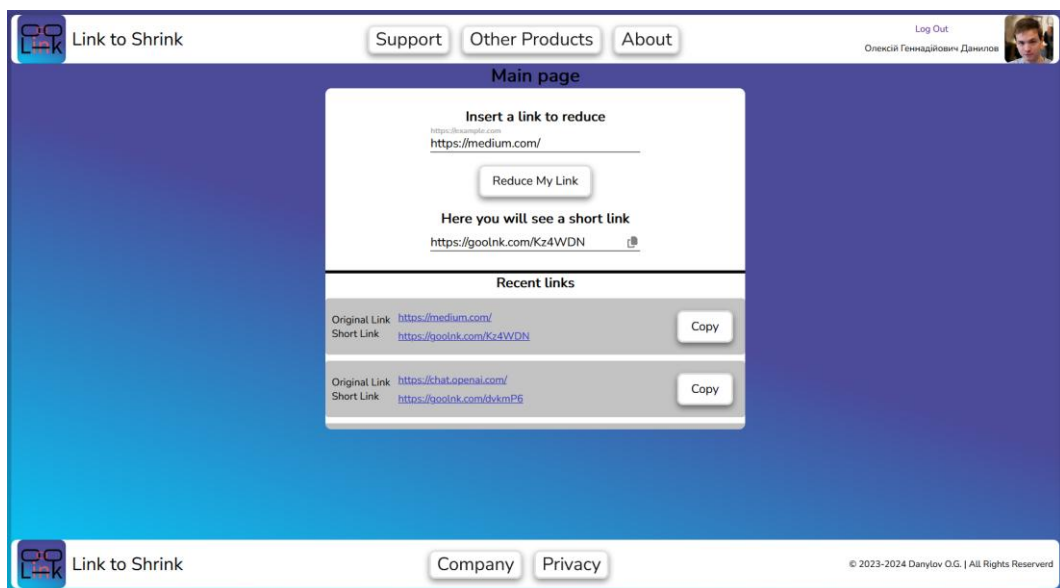 Link
Link to Shrink
Support
Other Products
About
Log Out
Олексій Геннадійович Данилов
Main page
Insert a link to reduce
https://example.com
https://medium.com/
Reduce My Link
Here you will see a short link
https://goolnk.com/Kz4WDN
Recent links
Original Link https://medium.com/
Short Link https://goolnk.com/Kz4WDN
Copy
Original Link https://chat.openai.com/
Short Link https://goolnk.com/dvkmP6
Copy
Link
Link to Shrink
Company
Privacy
© 2023-2024 Danylov O.G. | All Rights Reserverd